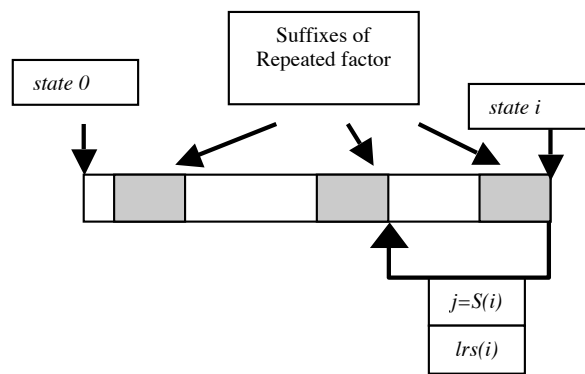 Suffixes of
Repeated factor
state 0
state i
j=S(i)
lrs(i)